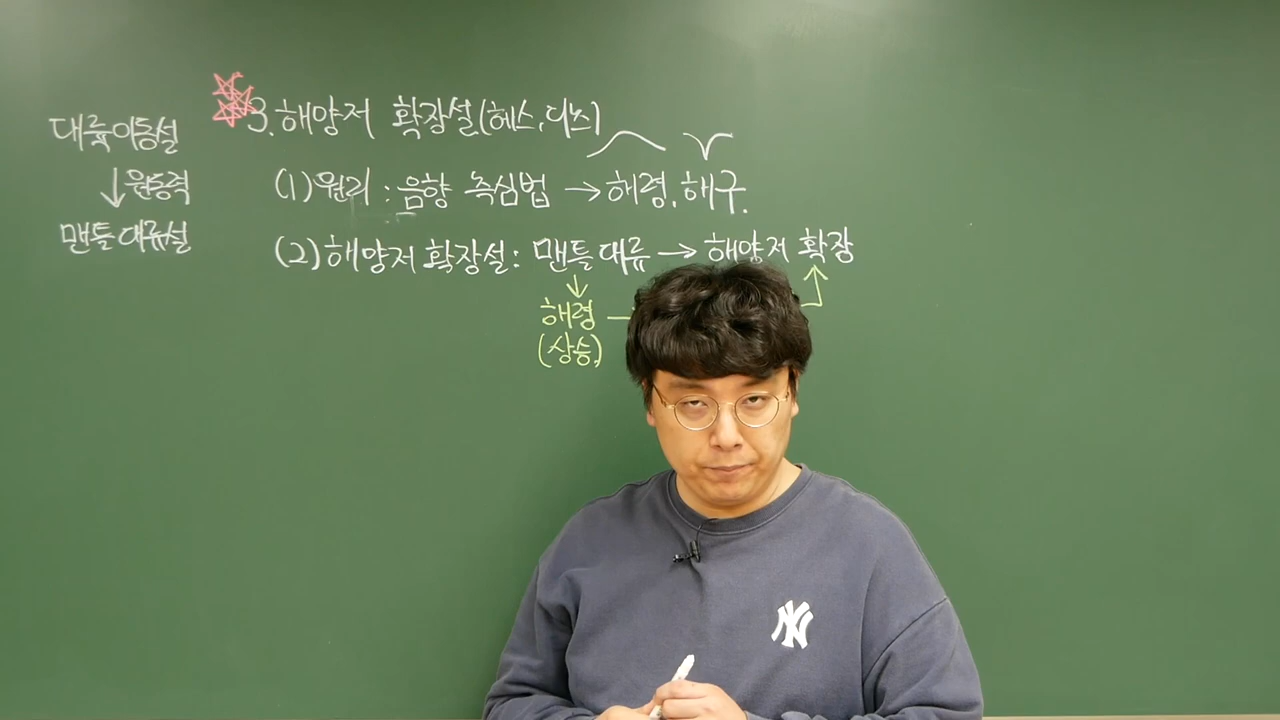 대륙이동설
↓원동력
맨틀대류설
3. 해양저 확장설(헤스, 디츠)
(1) 원리 : 음향 측심법 → 해령, 해구.
(2) 해양저 확장설 : 맨틀대류 → 해양저 확장
↓
해령 —
(상승)
NY